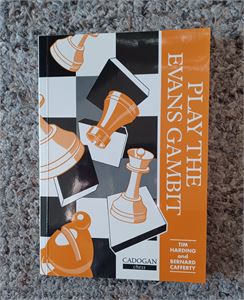 PLAY THE
EVANS GAMBIT
TIM
HARDING
and
BERNARD
CAFFERTY
CADOGAN
chess